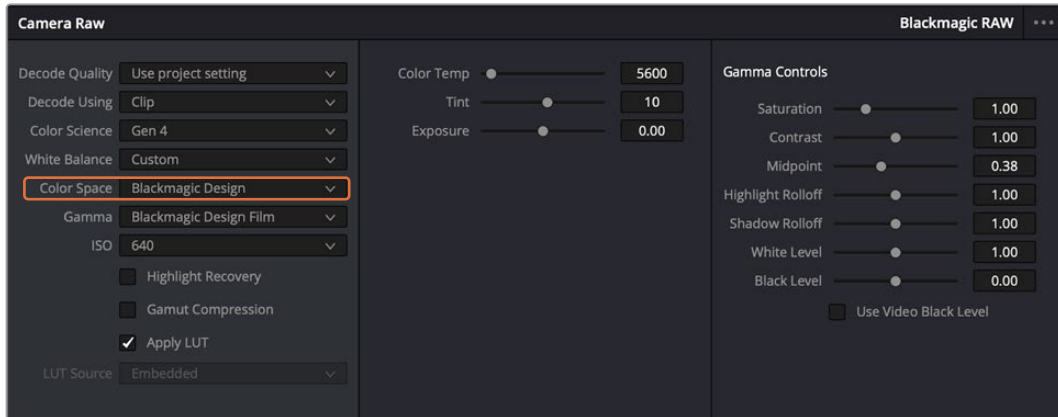 Camera Raw
Blackmagic RAW
Decode Quality Use project setting
Decode Using Clip
Color Science Gen 4
White Balance Custom
Color Space Blackmagic Design
Gamma Blackmagic Design Film
ISO 640
Highlight Recovery
Gamut Compression
Apply LUT
LUT Source Embedded
Color Temp 5600
Tint 10
Exposure 0.00
Gamma Controls
Saturation 1.00
Contrast 1.00
Midpoint 0.38
Highlight Rolloff 1.00
Shadow Rolloff 1.00
White Level 1.00
Black Level 0.00
Use Video Black Level